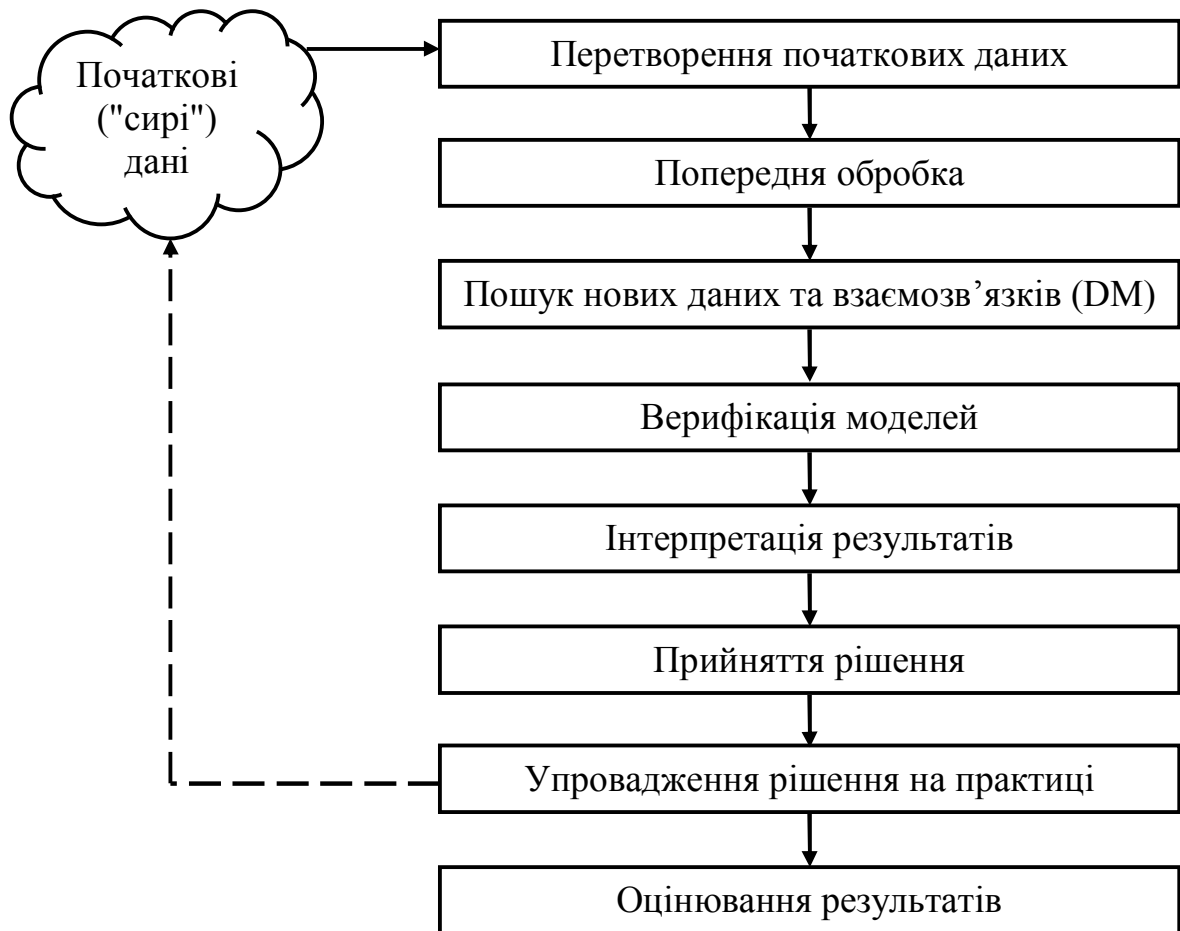 Початкові
("сирі")
дані
Перетворення початкових даних
Попередня обробка
Пошук нових даних та взаємозв’язків (DM)
Верифікація моделей
Інтерпретація результатів
Прийняття рішення
Упровадження рішення на практиці
Оцінювання результатів